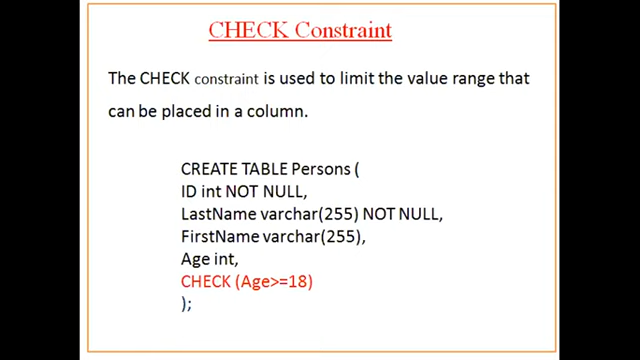 CHECK Constraint
The CHECK constraint is used to limit the value range that
can be placed in a column.
CREATE TABLE Persons (
ID int NOT NULL,
LastName varchar(255) NOT NULL,
FirstName varchar(255),
Age int,
CHECK (Age>=18)
);